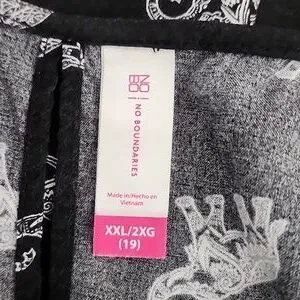 NO
BO
NO BOUNDARIES
Made in/Hecho en
Vietnam
XXL/2XG
(19)